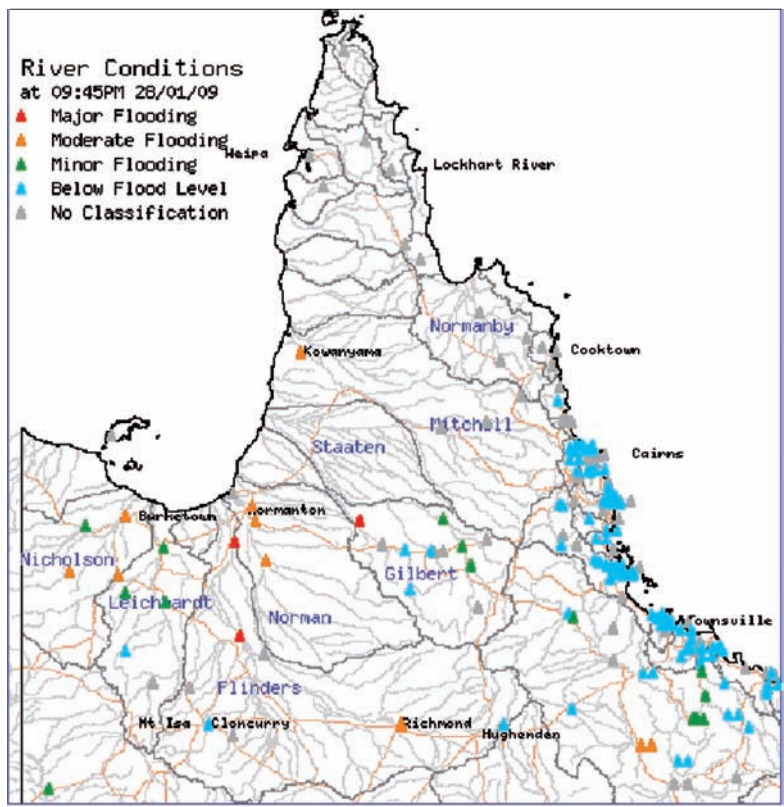 River Conditions
at 09:45PM 28/01/09
Major Flooding
Moderate Flooding
Minor Flooding
Below Flood Level
No Classification
Weipa
Lockhart River
Normanby
Cooktown
Kowanyama
Mitchell
Staaten
Cairns
Burketown
Normanton
Nicholson
Gilbert
Leichhardt
Norman
Townsville
Flinders
Mt Isa
Cloncurry
Richmond
Hughenden